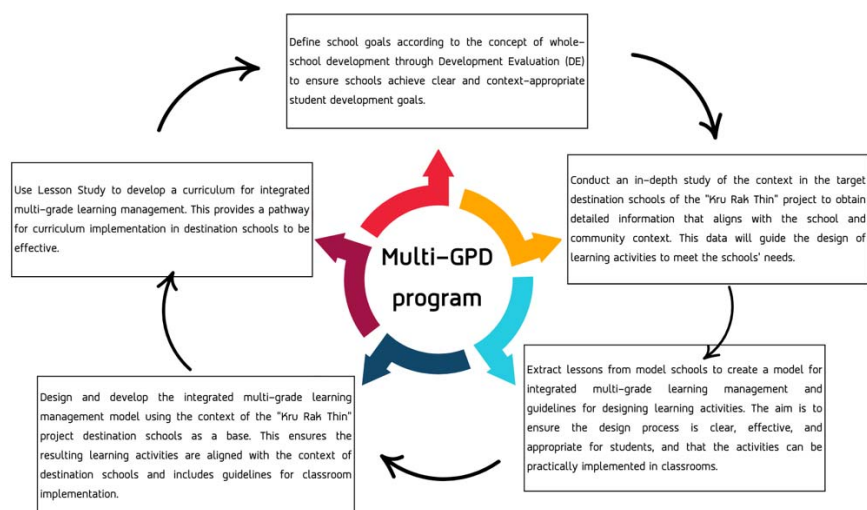 Define school goals according to the concept of whole-
school development through Development Evaluation (DE)
to ensure schools achieve clear and context-appropriate
student development goals.
Conduct an in-depth study of the context in the target
destination schools of the "Kru Rak Thin" project to obtain
detailed information that aligns with the school and
community context. This data will guide the design of
learning activities to meet the schools' needs.
Extract lessons from model schools to create a model for
integrated multi-grade learning management and
guidelines for designing learning activities. The aim is to
ensure the design process is clear, effective, and
appropriate for students, and that the activities can be
practically implemented in classrooms.
Design and develop the integrated multi-grade learning
management model using the context of the "Kru Rak Thin"
project destination schools as a base. This ensures the
resulting learning activities are aligned with the context of
destination schools and includes guidelines for classroom
implementation.
Use Lesson Study to develop a curriculum for integrated
multi-grade learning management. This provides a pathway
for curriculum implementation in destination schools to be
effective.
Multi-GPD
program